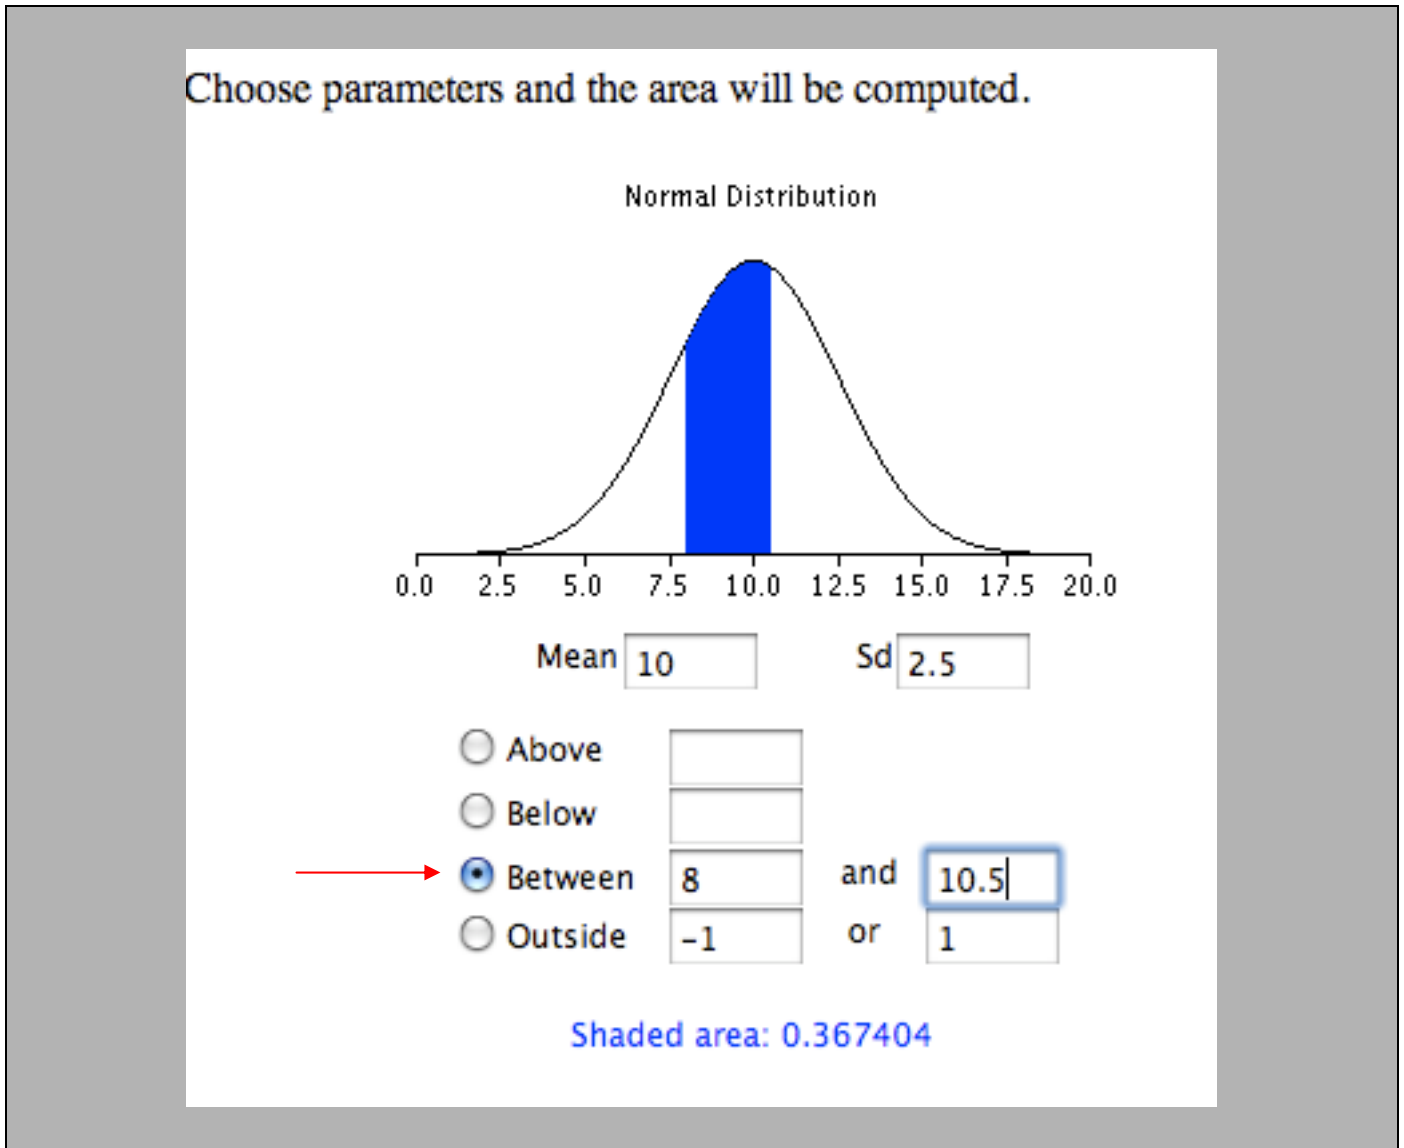 Choose parameters and the area will be computed.
Normal Distribution
0.0 2.5 5.0 7.5 10.0 12.5 15.0 17.5 20.0
Mean 10 Sd 2.5
Above
Below
Between 8 and 10.5
Outside -1 or 1
Shaded area: 0.367404